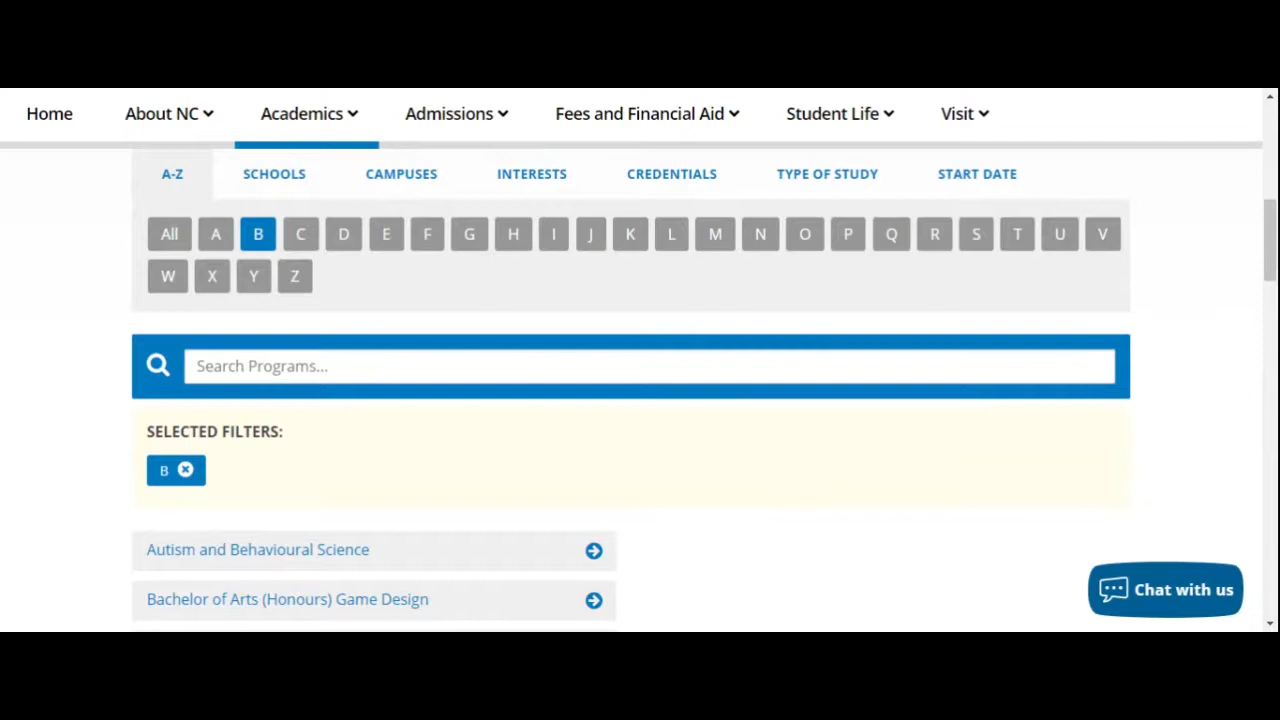 Home About NC Academics Admissions Fees and Financial Aid Student Life Visit
A-Z SCHOOLS CAMPUSES INTERESTS CREDENTIALS TYPE OF STUDY START DATE
All A B C D E F G H I J K L M N O P Q R S T U V
W X Y Z
Search Programs...
SELECTED FILTERS:
B
Autism and Behavioural Science
Bachelor of Arts (Honours) Game Design
Chat with us